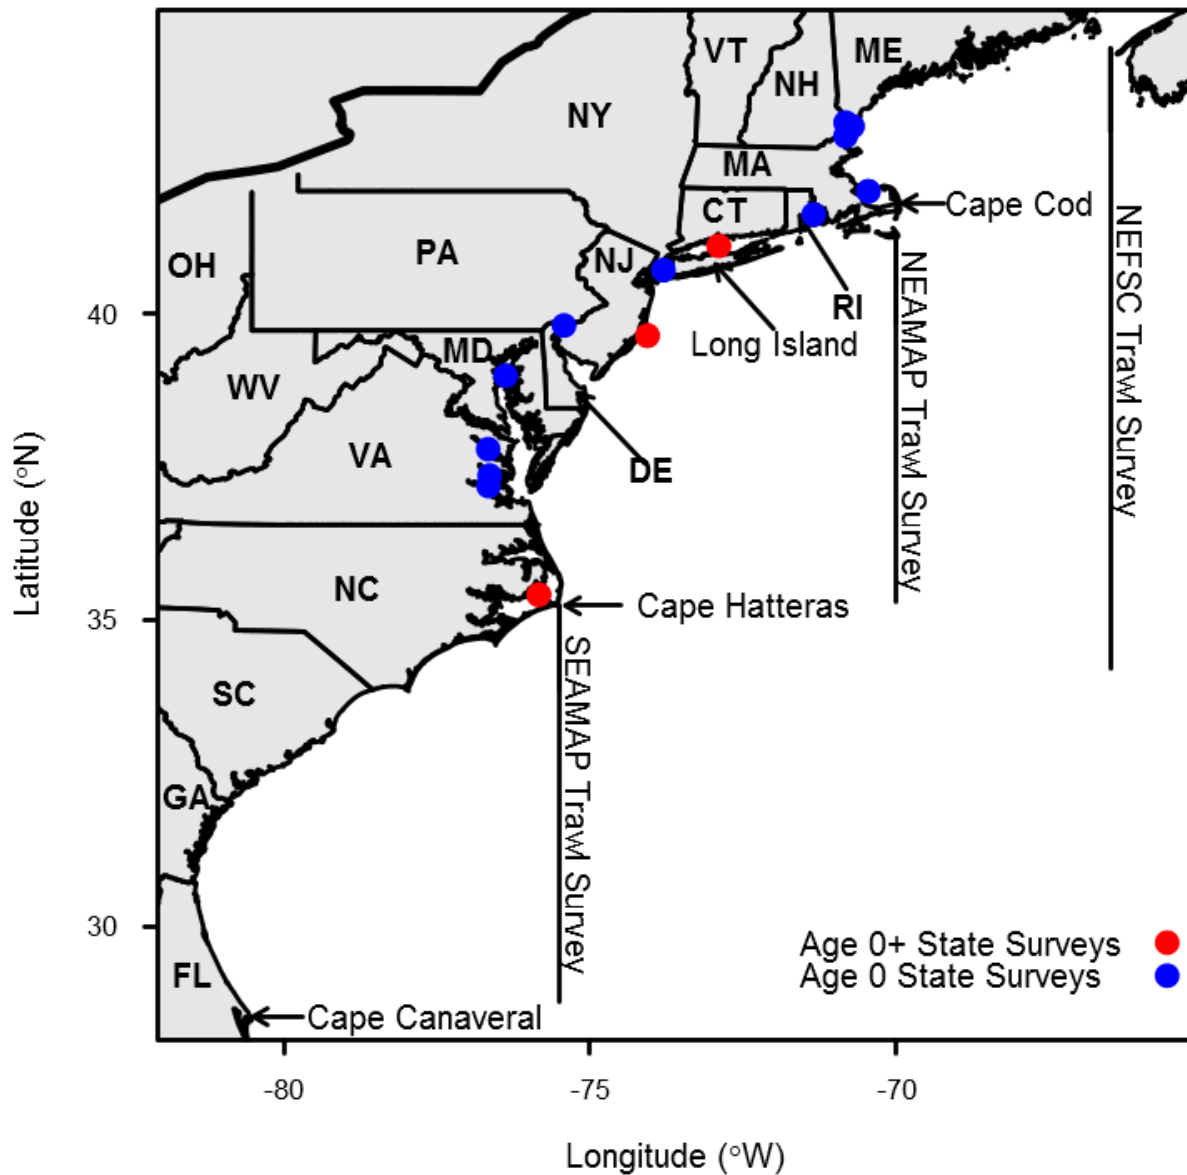 VT
ME
NH
NY
MA
CT
Cape Cod
PA
NJ
OH
RI
Long Island
MD
WV
VA
DE
NC
Cape Hatteras
SC
GA
FL
Cape Canaveral
NEFSC Trawl Survey
NEAMAP Trawl Survey
SEAMAP Trawl Survey
Age 0+ State Surveys
Age 0 State Surveys
40
35
30
Latitude (°N)
-80
-75
-70
Longitude (°W)